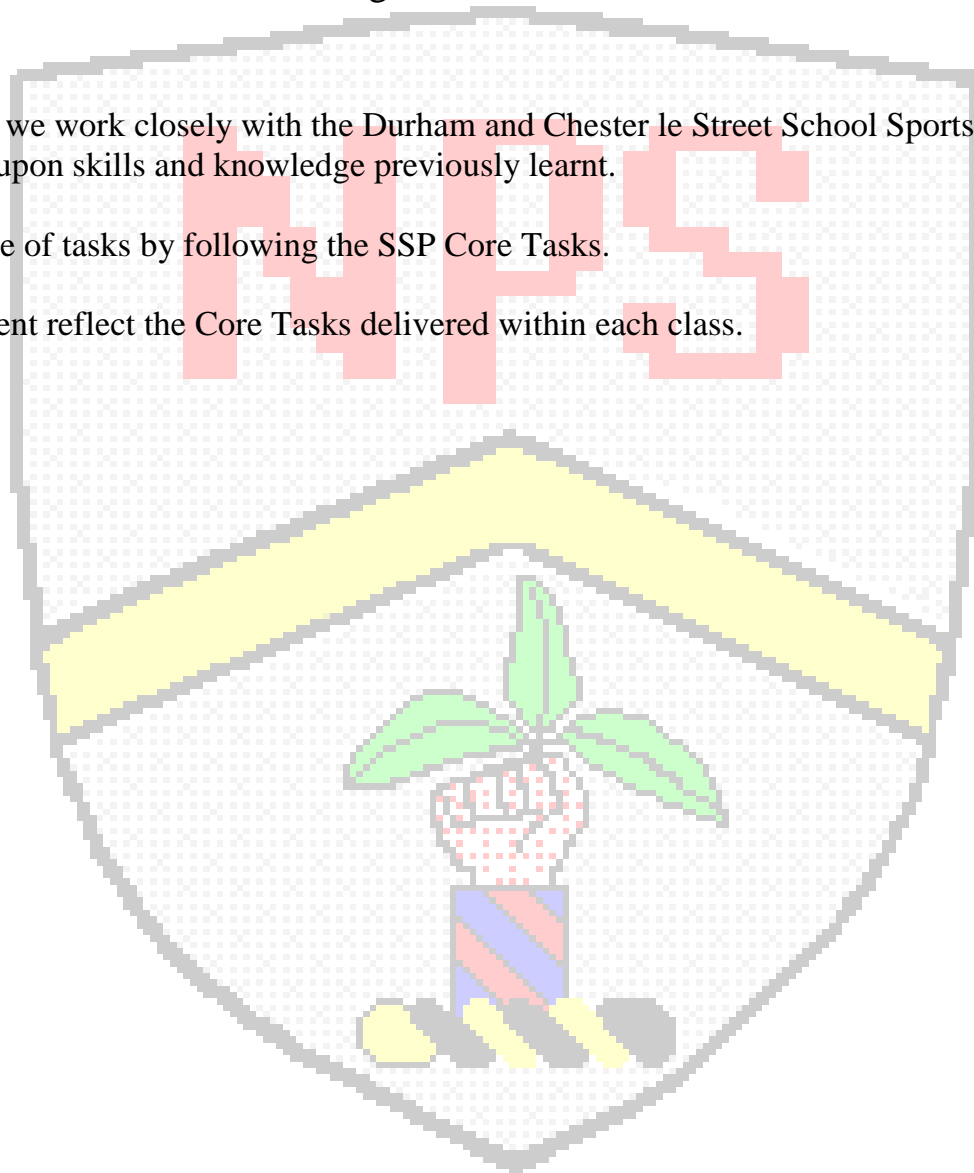 we work closely with the Durham and Chester le Street School Sports
upon skills and knowledge previously learnt.
e of tasks by following the SSP Core Tasks.
ent reflect the Core Tasks delivered within each class.
NPS